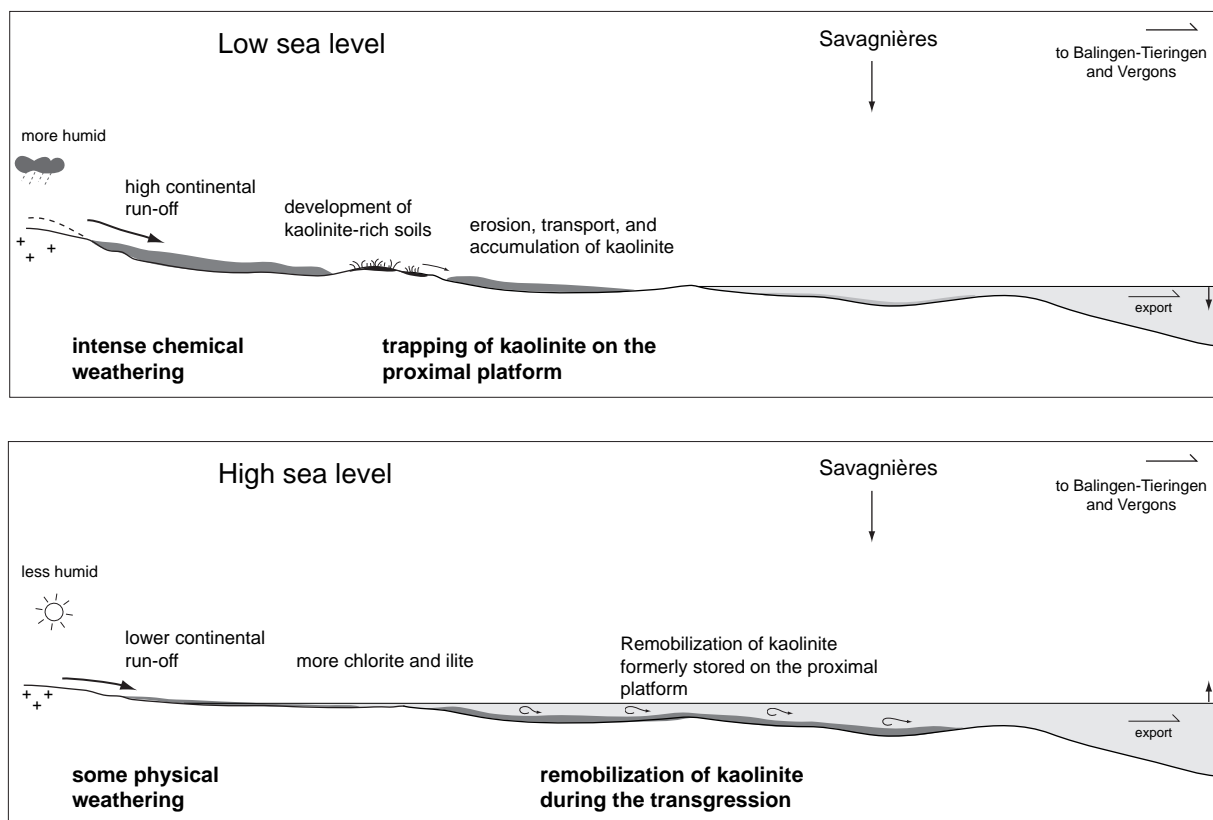 Low sea level
Savagnières
to Balingen-Tieringen
and Vergons
more humid
high continental
run-off
development of
kaolinite-rich soils
erosion, transport, and
accumulation of kaolinite
export
intense chemical
weathering
trapping of kaolinite on the
proximal platform
High sea level
Savagnières
to Balingen-Tieringen
and Vergons
less humid
lower continental
run-off
more chlorite and ilite
Remobilization of kaolinite
formerly stored on the proximal
platform
export
some physical
weathering
remobilization of kaolinite
during the transgression